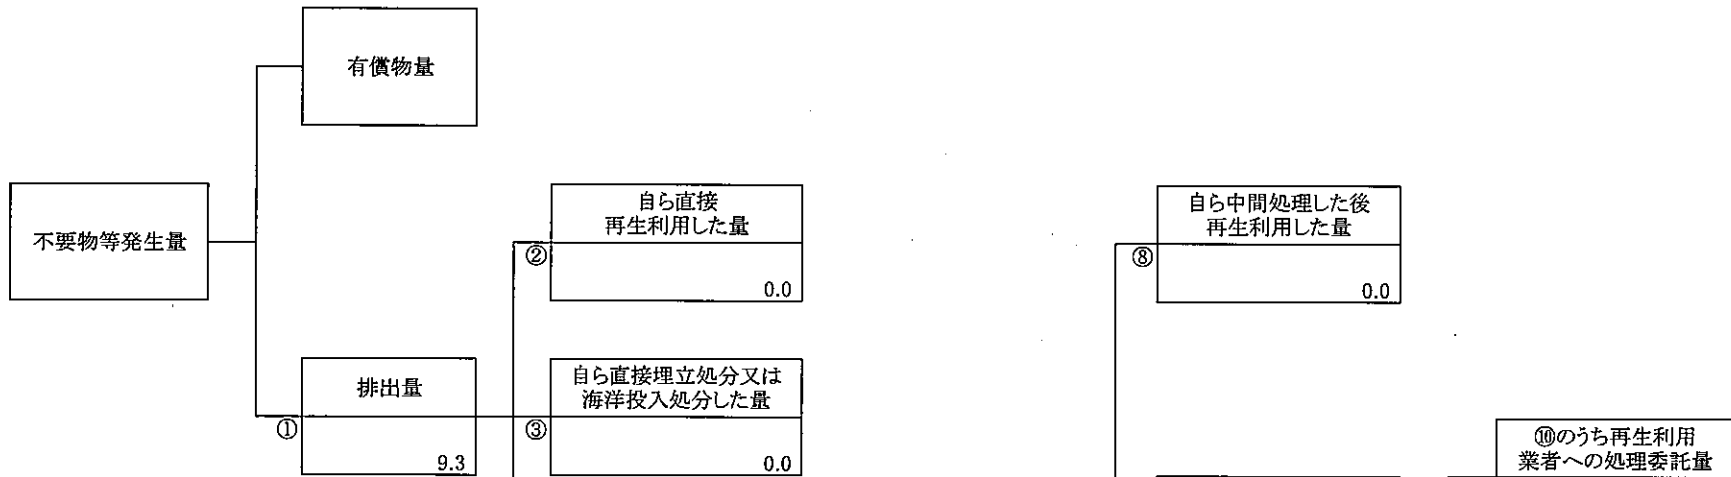 有償物量
不要物等発生量
自ら直接
再生利用した量
②
0.0
自ら中間処理した後
再生利用した量
⑧
0.0
排出量
①
9.3
自ら直接埋立処分又は
海洋投入処分した量
③
0.0
⑩のうち再生利用
業者への処理委託量